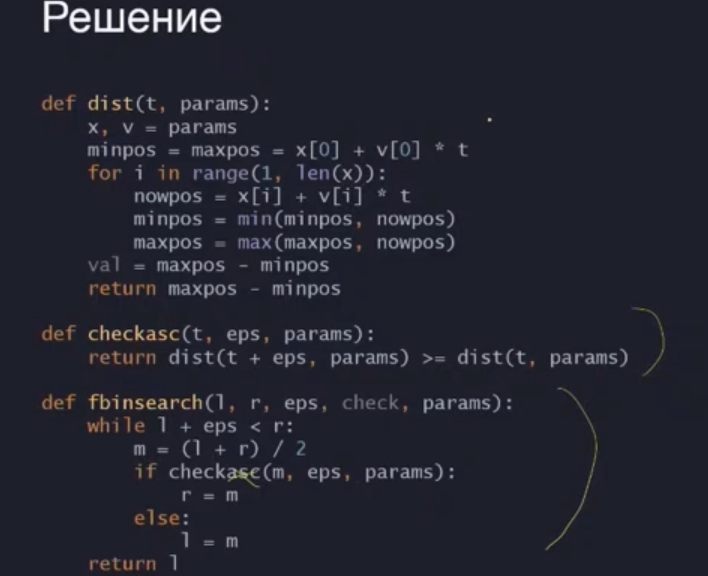 Решение
def dist(t, params):
    x, v = params
    minpos = maxpos = x[0] + v[0] * t
    for i in range(1, len(x)):
        nowpos = x[i] + v[i] * t
        minpos = min(minpos, nowpos)
        maxpos = max(maxpos, nowpos)
    val = maxpos - minpos
    return maxpos - minpos
def checkasc(t, eps, params):
    return dist(t + eps, params) >= dist(t, params)
def fbinsearch(l, r, eps, check, params):
    while l + eps < r:
        m = (l + r) / 2
        if checkasc(m, eps, params):
            r = m
        else:
            l = m
    return l